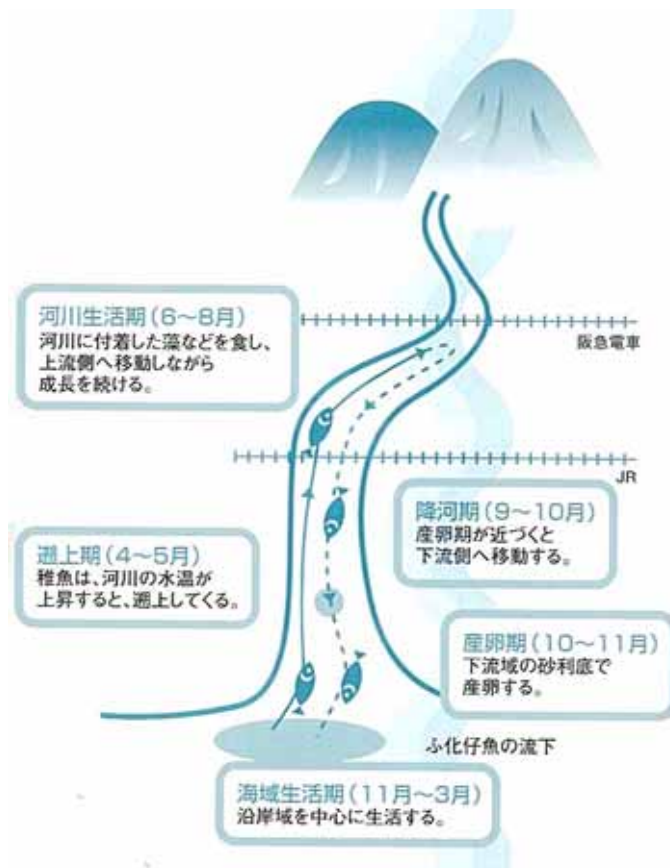 河川生活期(6〜8月)
河川に付着した藻などを食し、
上流側へ移動しながら
成長を続ける。
阪急電車
JR
降河期(9〜10月)
産卵期が近づくと
下流側へ移動する。
遡上期(4〜5月)
稚魚は、河川の水温が
上昇すると、遡上してくる。
産卵期(10〜11月)
下流域の砂利底で
産卵する。
ふ化仔魚の流下
海域生活期(11月〜3月)
沿岸域を中心に生活する。